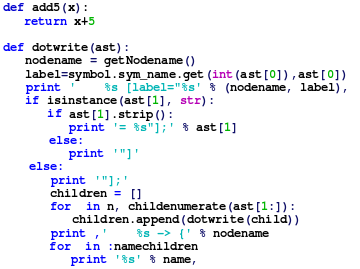 def add5(x):
return x+5
def dotwrite(ast):
nodename = getNodename()
label=symbol.sym_name.get(int(ast[0]),ast[0])
print '    %s [label="%s' % (nodename, label),
if isinstance(ast[1], str):
if ast[1].strip():
print '= %s"];' % ast[1]
else:
print '"]'
else:
print '"];'
children = []
for  in n, childenumerate(ast[1:]):
children.append(dotwrite(child))
print ,'    %s -> {' % nodename
for  in :namechildren
print '%s' % name,